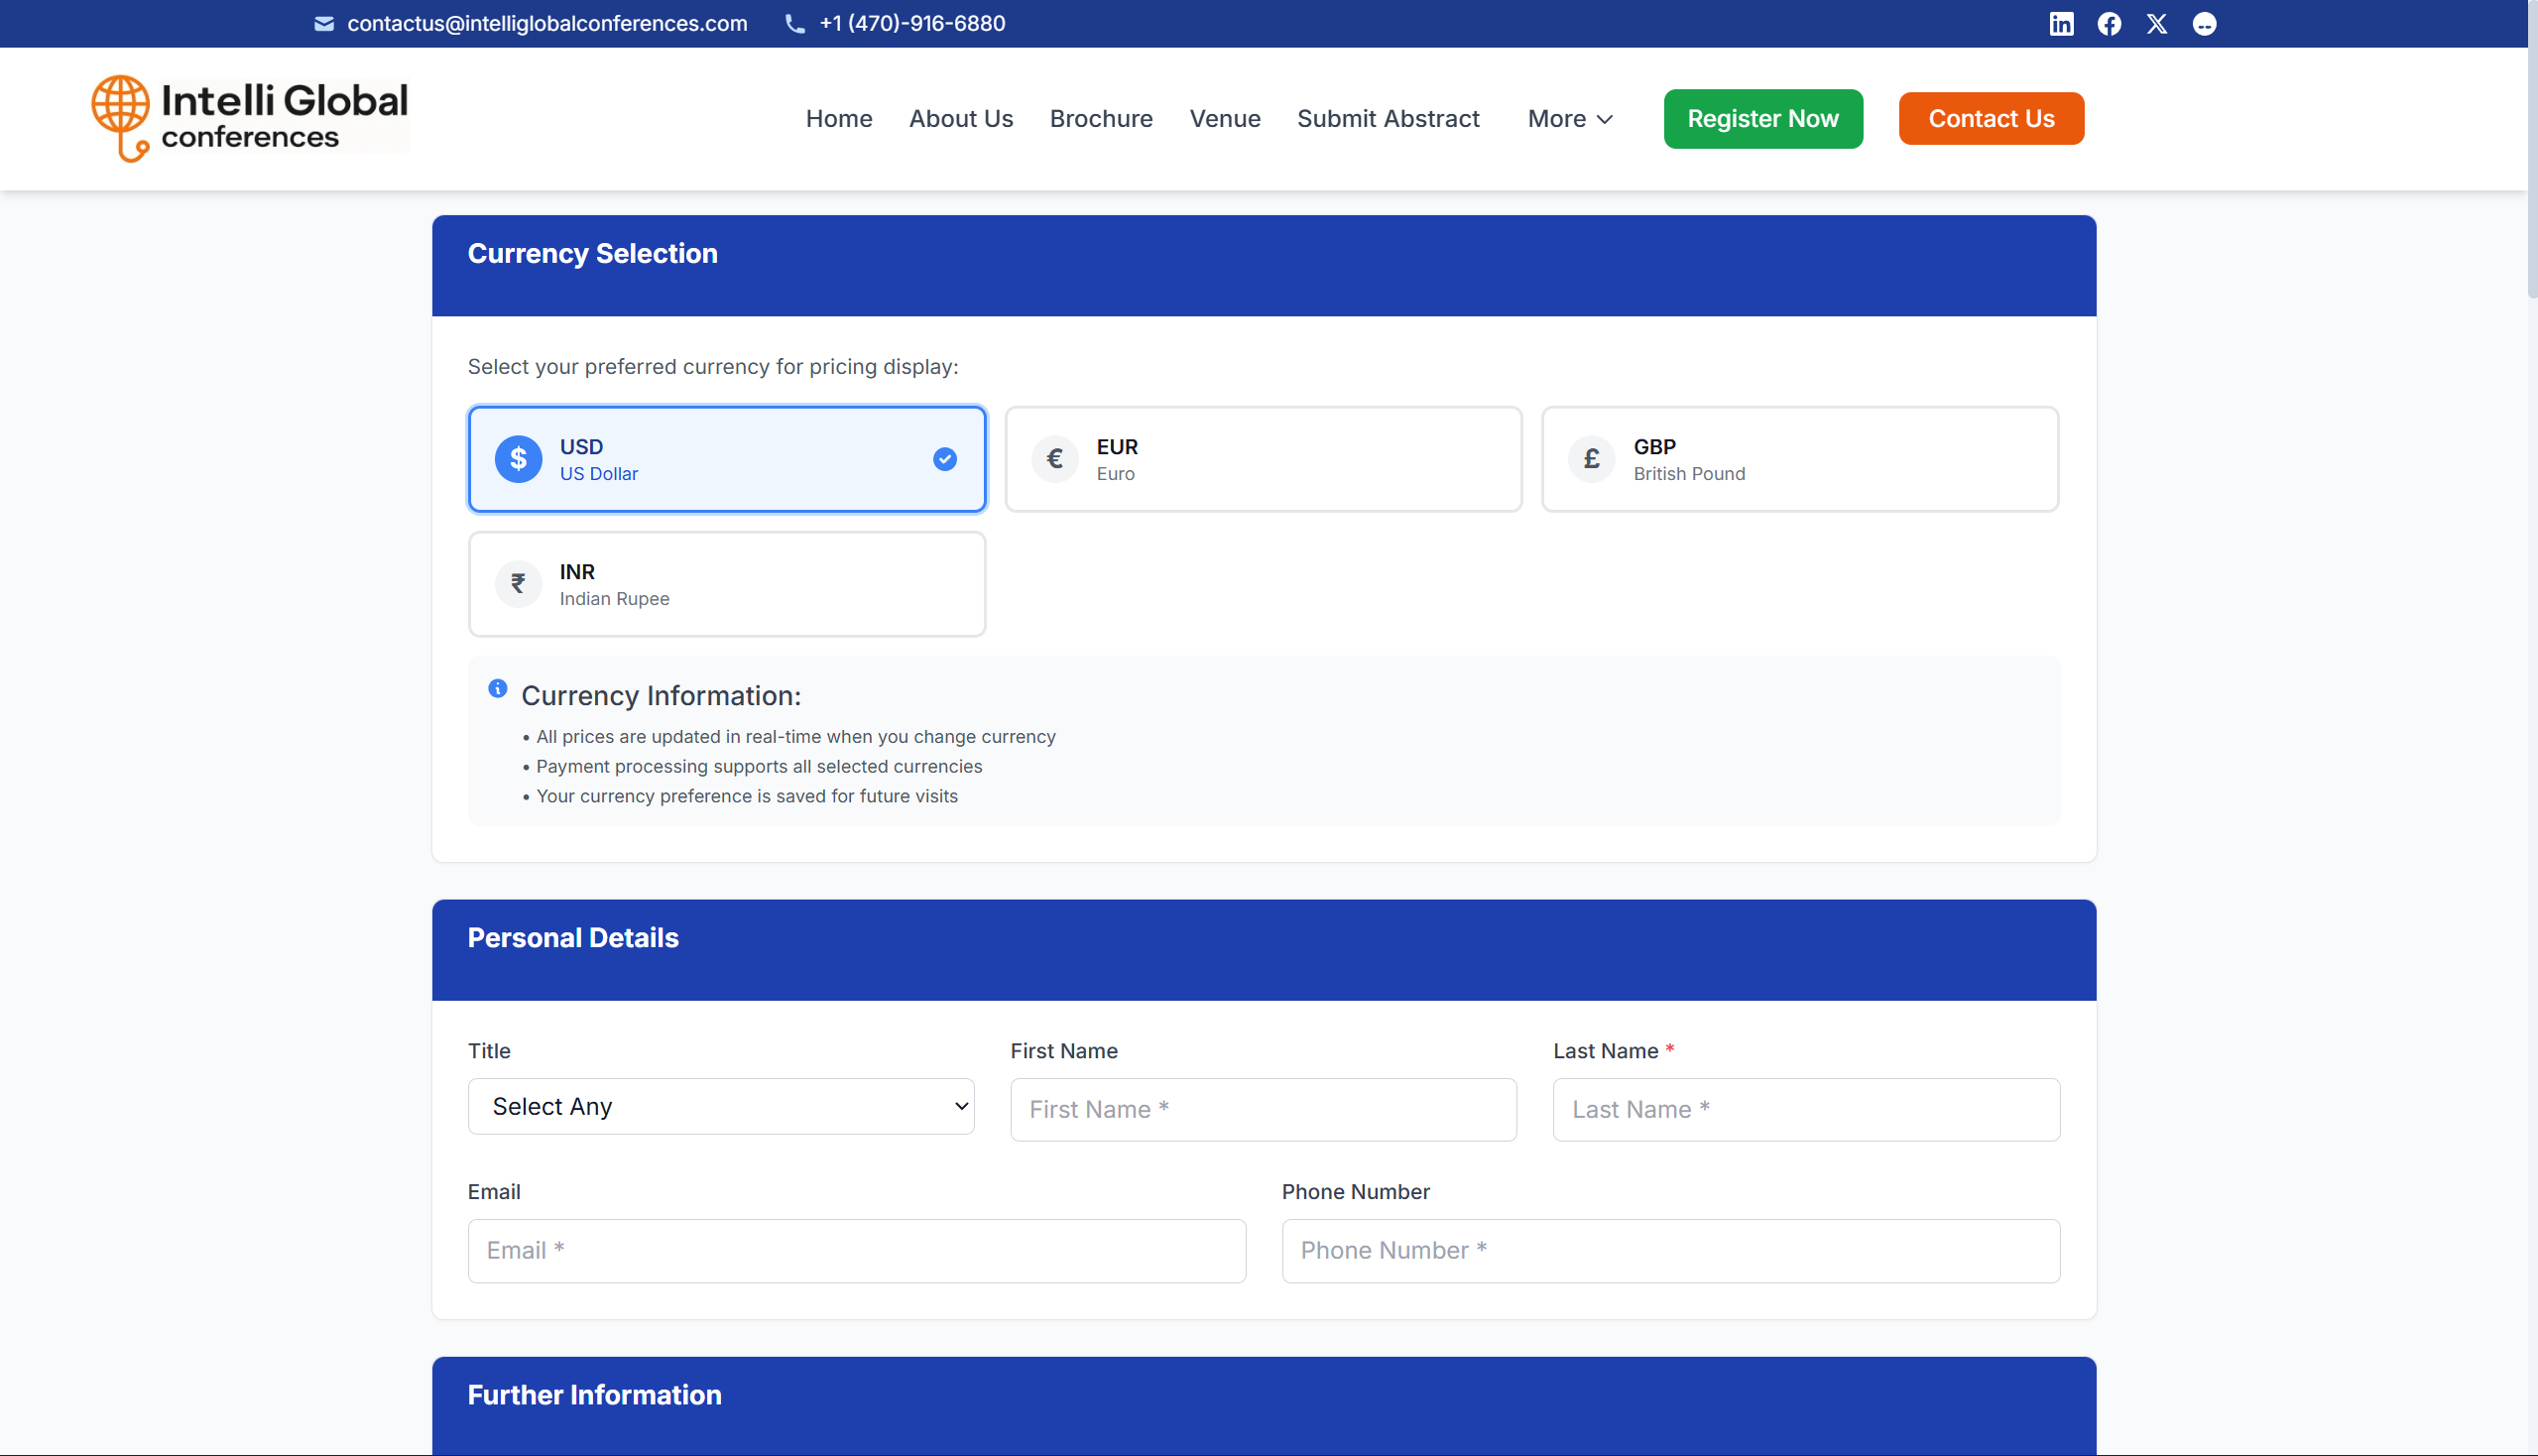 contactus@intelliglobalconferences.com +1 (470)-916-6880
Intelli Global
conferences
Home About Us Brochure Venue Submit Abstract More Register Now Contact Us
Currency Selection
Select your preferred currency for pricing display:
$ USD
US Dollar
€ EUR
Euro
£ GBP
British Pound
₹ INR
Indian Rupee
Currency Information:
• All prices are updated in real-time when you change currency
• Payment processing supports all selected currencies
• Your currency preference is saved for future visits
Personal Details
Title First Name Last Name *
Select Any First Name * Last Name *
Email Phone Number
Email * Phone Number *
Further Information